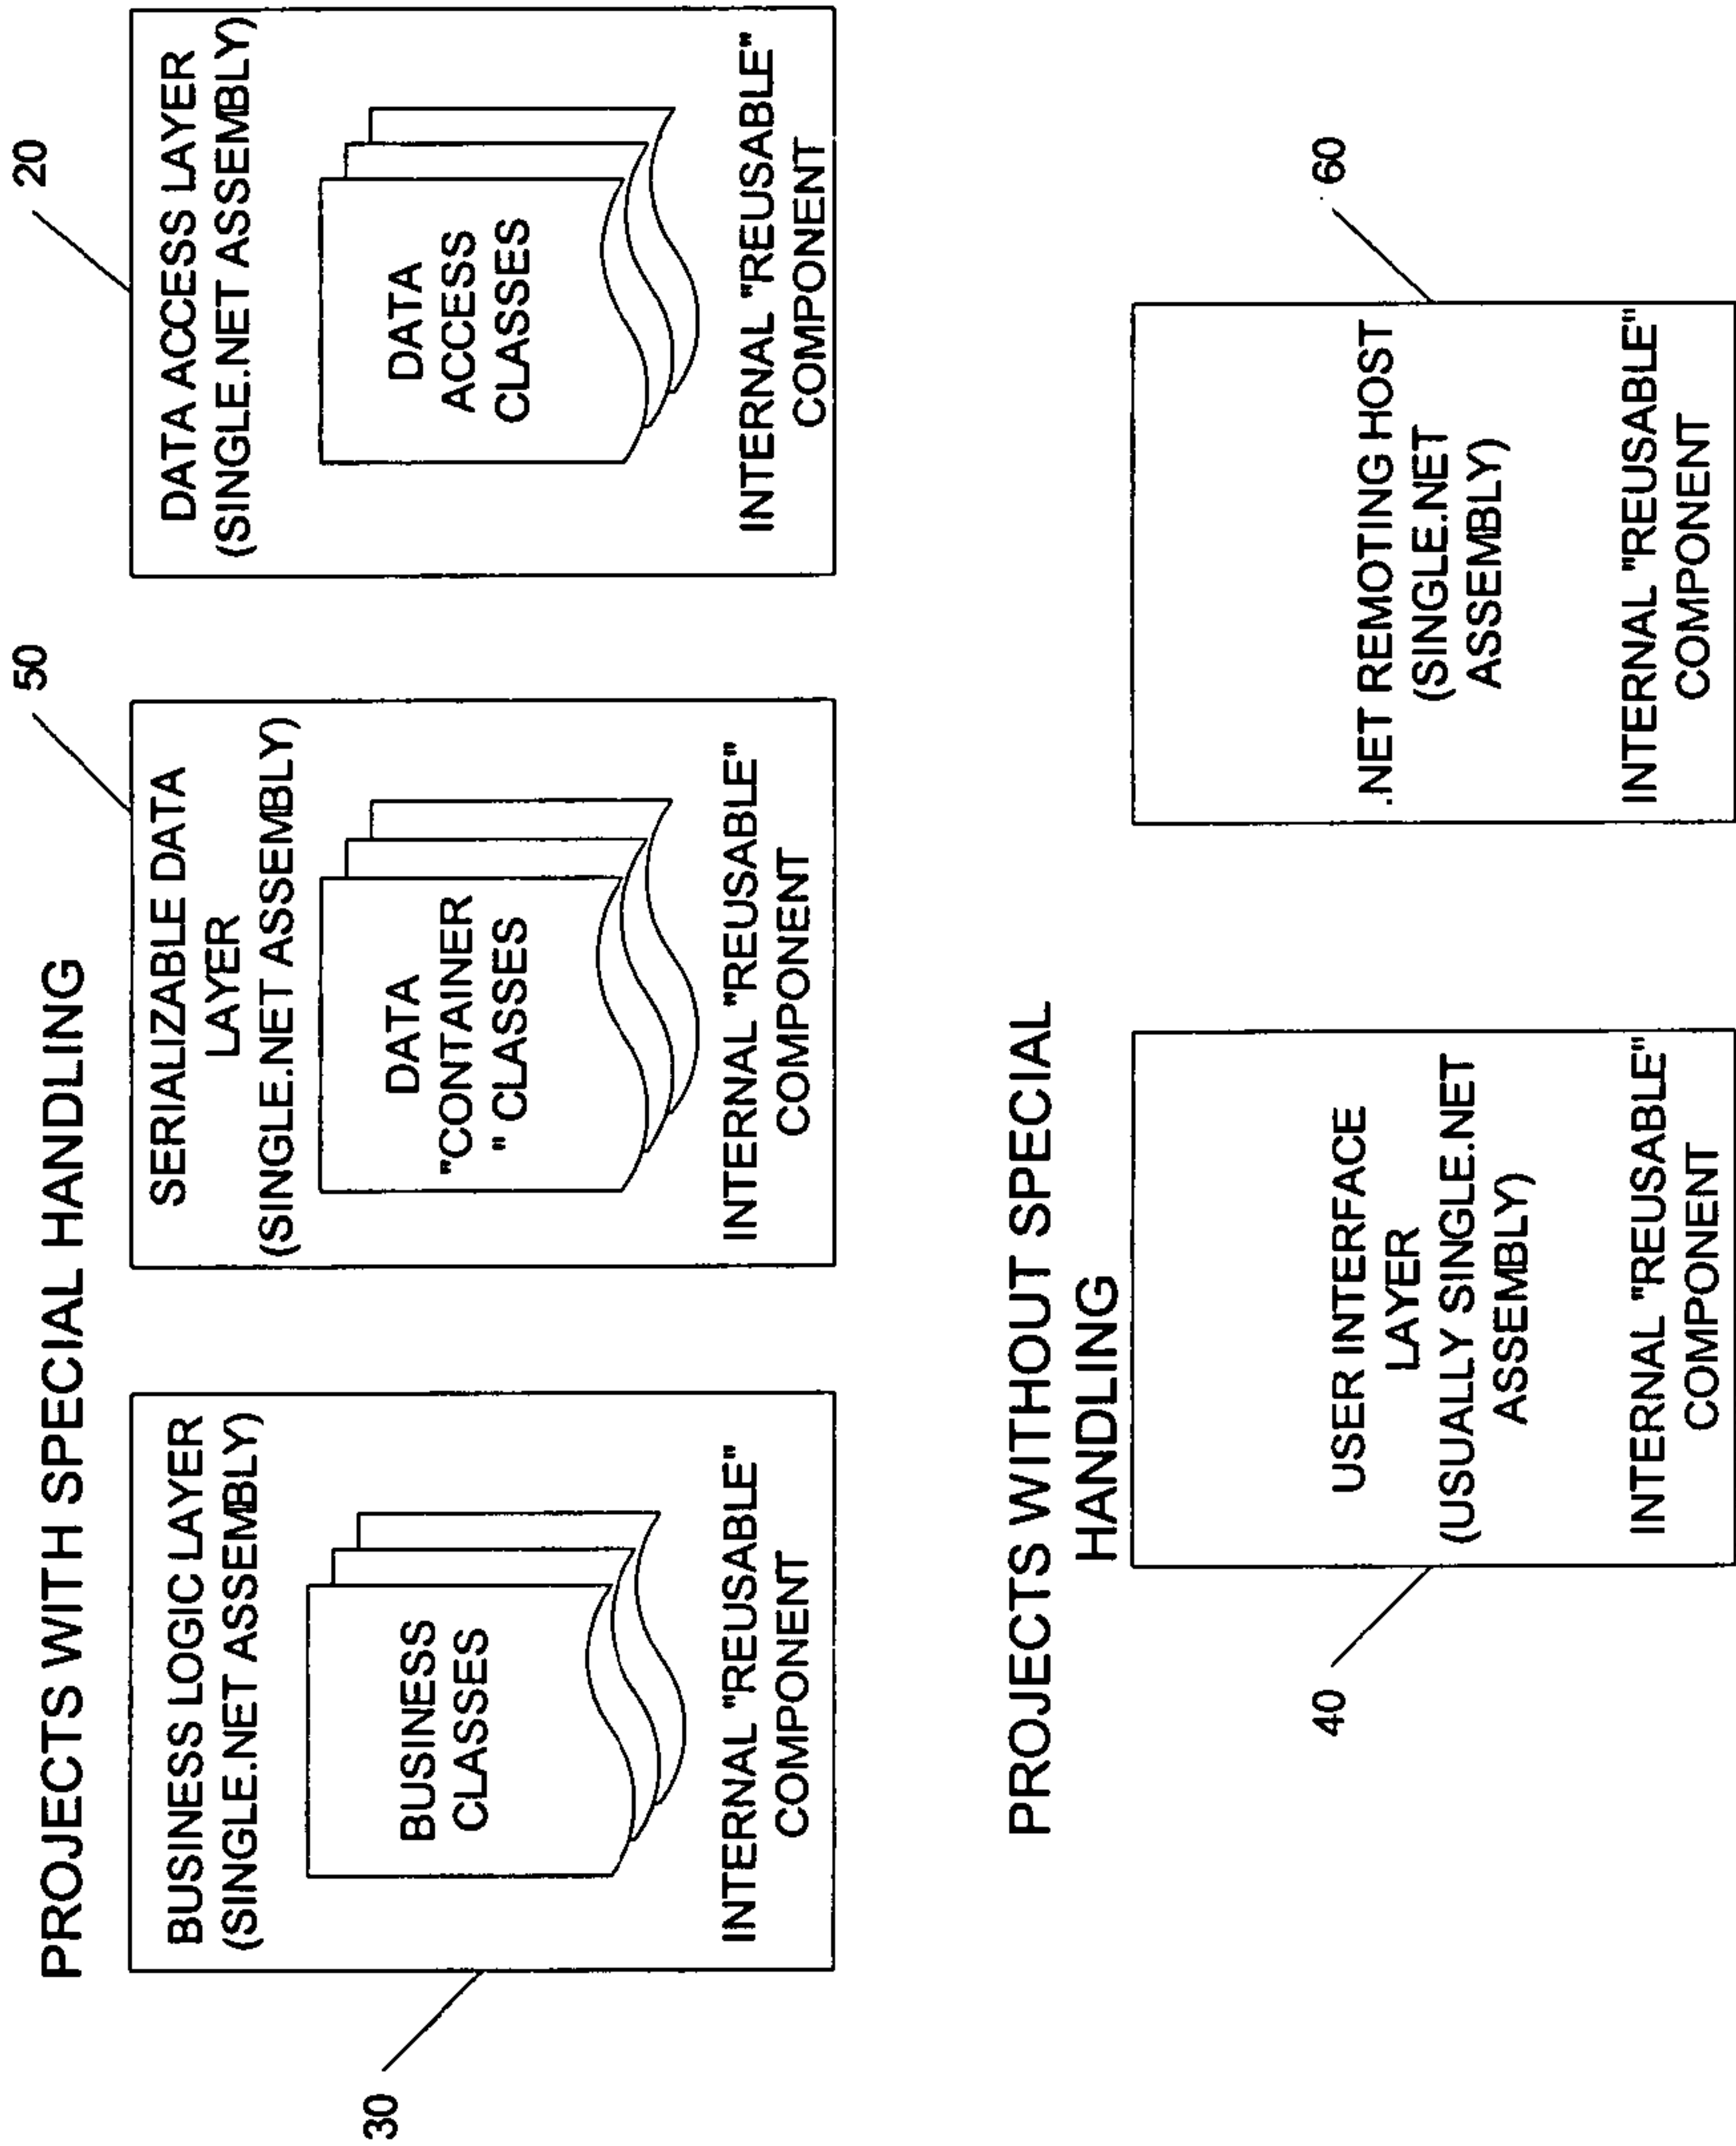 PROJECTS WITH SPECIAL HANDLING
30
BUSINESS LOGIC LAYER
(SINGLE.NET ASSEMBLY)
BUSINESS
CLASSES
INTERNAL "REUSABLE"
COMPONENT
50
SERIALIZABLE DATA
LAYER
(SINGLE.NET ASSEMBLY)
DATA
"CONTAINER
" CLASSES
INTERNAL "REUSABLE"
COMPONENT
20
DATA ACCESS LAYER
(SINGLE.NET ASSEMBLY)
DATA
ACCESS
CLASSES
INTERNAL "REUSABLE"
COMPONENT
PROJECTS WITHOUT SPECIAL
HANDLING
40
USER INTERFACE
LAYER
(USUALLY SINGLE.NET
ASSEMBLY)
INTERNAL "REUSABLE"
COMPONENT
60
.NET REMOTING HOST
(SINGLE.NET
ASSEMBLY)
INTERNAL "REUSABLE"
COMPONENT